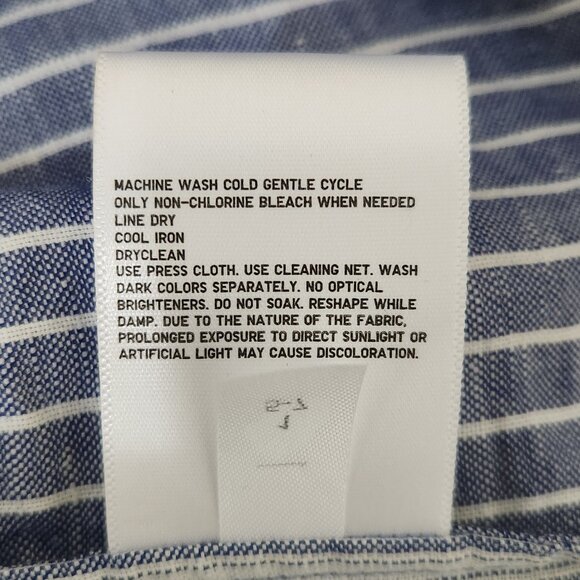 MACHINE WASH COLD GENTLE CYCLE
ONLY NON-CHLORINE BLEACH WHEN NEEDED
LINE DRY
COOL IRON
DRYCLEAN
USE PRESS CLOTH. USE CLEANING NET. WASH
DARK COLORS SEPARATELY. NO OPTICAL
BRIGHTENERS. DO NOT SOAK. RESHAPE WHILE
DAMP. DUE TO THE NATURE OF THE FABRIC,
PROLONGED EXPOSURE TO DIRECT SUNLIGHT OR
ARTIFICIAL LIGHT MAY CAUSE DISCOLORATION.